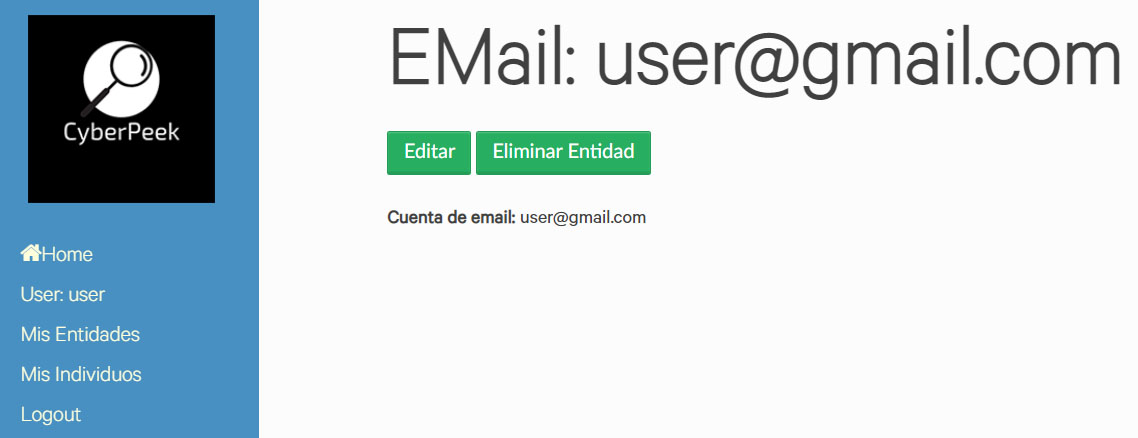 CyberPeek
Home
User: user
Mis Entidades
Mis Individuos
Logout
EMail: user@gmail.com
Editar Eliminar Entidad
Cuenta de email: user@gmail.com